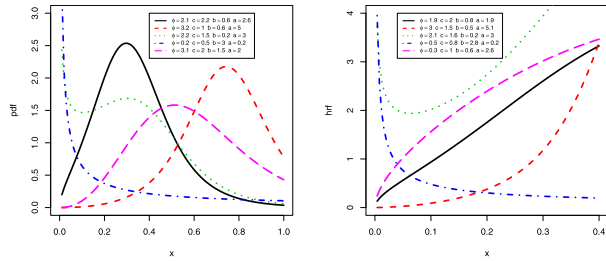 ϕ=2.1 c=2.2 b=0.6 a=2.6
ϕ=3.2 c=1 b=0.6 a=5
ϕ=2.2 c=1.5 b=0.2 a=3
ϕ=0.2 c=0.5 b=3 a=0.2
ϕ=3.1 c=2 b=1.5 a=2
pdf
3.0
2.5
2.0
1.5
1.0
0.5
0.0
0.0 0.2 0.4 0.6 0.8 1.0
x
ϕ=1.9 c=2 b=0.8 a=1.9
ϕ=3 c=1.5 b=0.5 a=5.1
ϕ=2.1 c=1.6 b=0.2 a=3
ϕ=0.5 c=0.8 b=2.8 a=0.2
ϕ=0.3 c=1 b=0.6 a=2.6
hrf
4
3
2
1
0
0.0 0.1 0.2 0.3 0.4
x